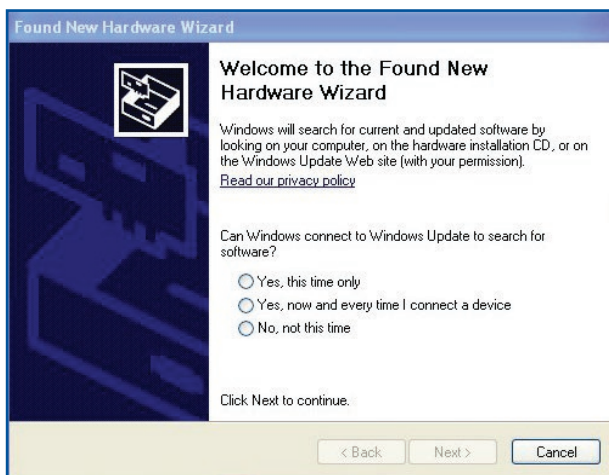 Found New Hardware Wizard
Welcome to the Found New
Hardware Wizard
Windows will search for current and updated software by
looking on your computer, on the hardware installation CD, or on
the Windows Update Web site (with your permission).
Read our privacy policy
Can Windows connect to Windows Update to search for
software?
Yes, this time only
Yes, now and every time I connect a device
No, not this time
Click Next to continue.
< Back Next > Cancel